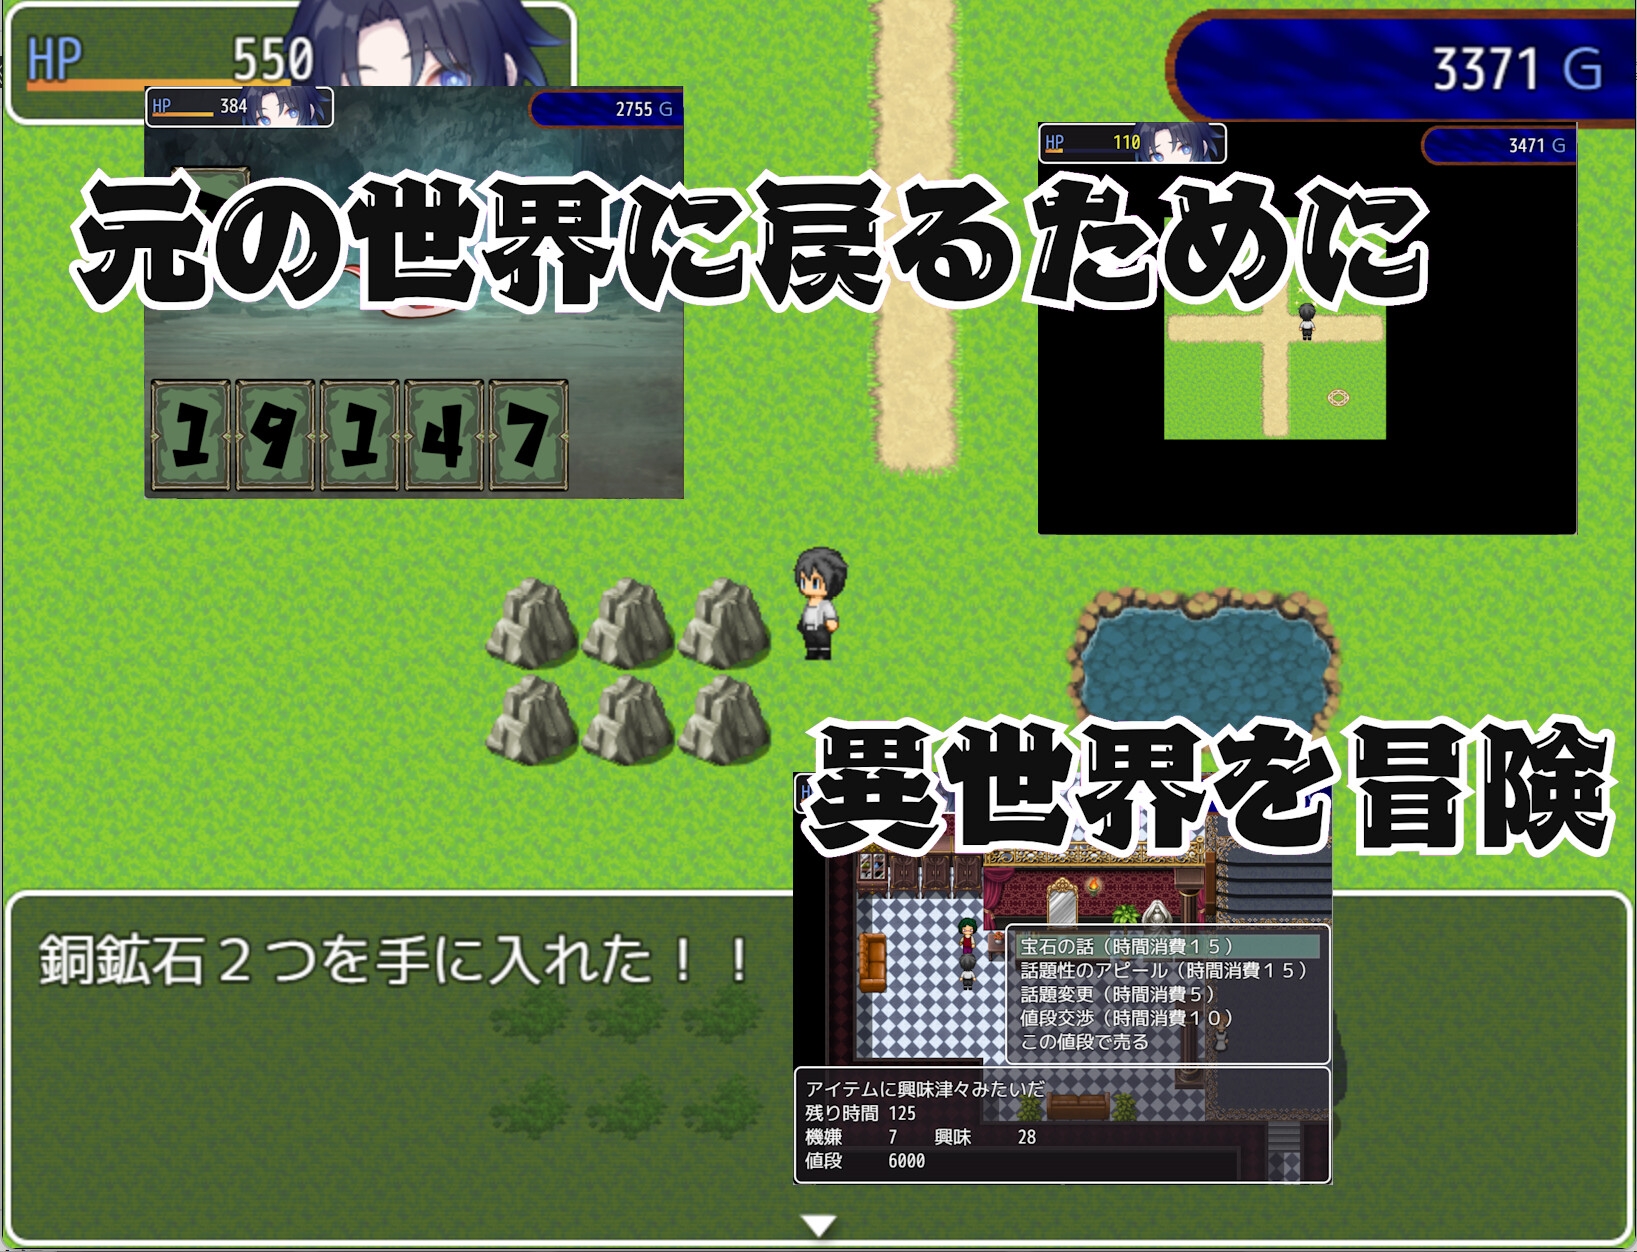 HP 550
3371 G
HP 384
2755 G
HP 110
3471 G
元の世界に戻るために
1 9 1 4 7
異世界を冒険
H
宝石の話（時間消費１５）
話題性のアピール（時間消費１５）
話題変更（時間消費５）
値段交渉（時間消費１０）
この値段で売る
アイテムに興味津々みたいだ
残り時間 125
機嫌 7 興味 28
値段 6000
銅鉱石２つを手に入れた！！